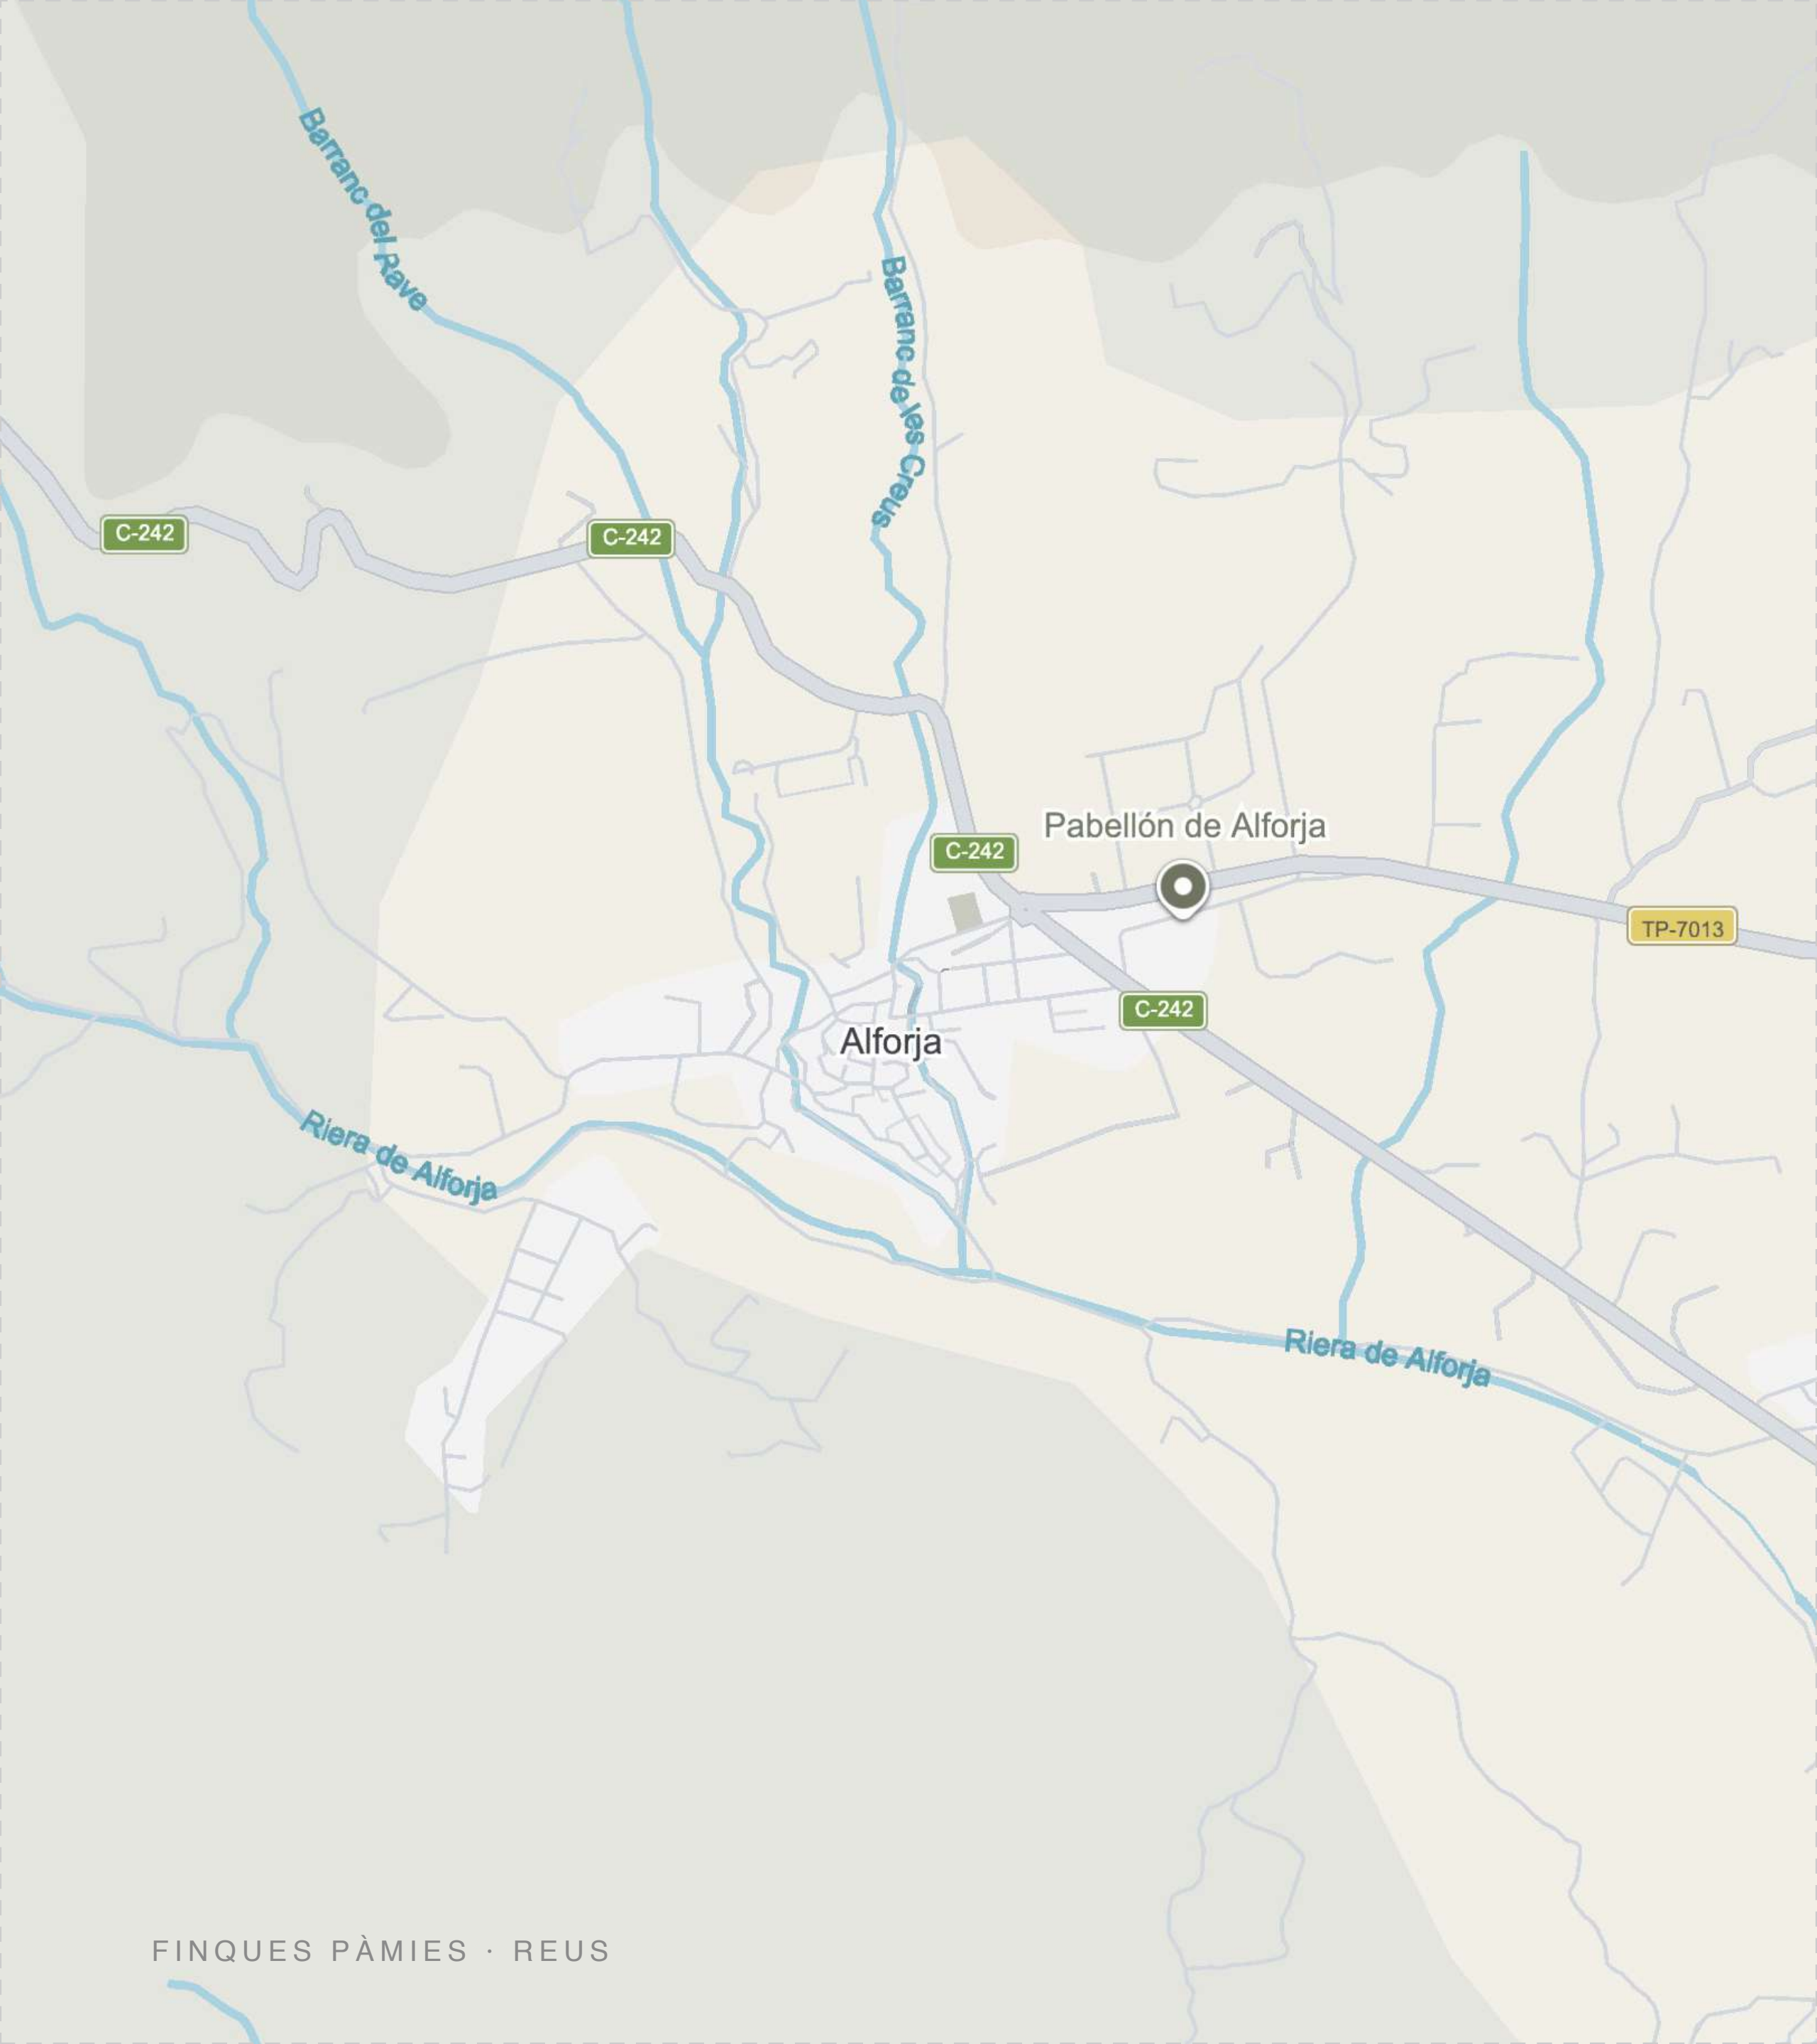 Barranc del Rave
Barranc de les Creus
C-242
C-242
Pabellón de Alforja
C-242
TP-7013
C-242
Alforja
Riera de Alforja
Riera de Alforja
FINQUES PÀMIES · REUS